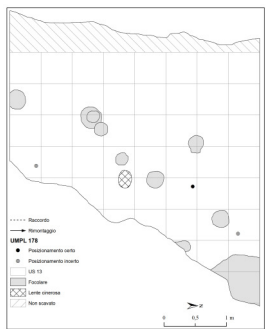 Raccordo
Rimontaggio
UMPL 178
Posizionamento certo
Posizionamento incerto
US 13
Focolare
Lente cinerosa
Non scavato
N
0 0,5 1 m